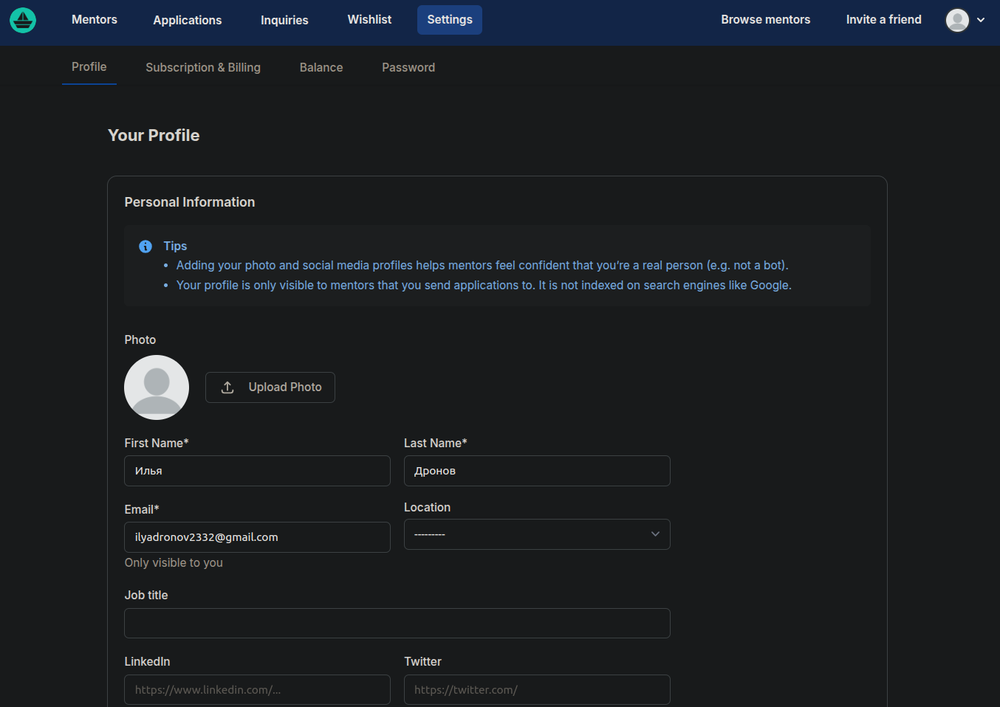 Mentors Applications Inquiries Wishlist Settings Browse mentors Invite a friend
Profile Subscription & Billing Balance Password
Your Profile
Personal Information
Tips
• Adding your photo and social media profiles helps mentors feel confident that you’re a real person (e.g. not a bot).
• Your profile is only visible to mentors that you send applications to. It is not indexed on search engines like Google.
Photo
Upload Photo
First Name* Last Name*
Илья Дронов
Email* Location
ilyadronov2332@gmail.com ---------
Only visible to you
Job title
LinkedIn Twitter
https://www.linkedin.com/... https://twitter.com/